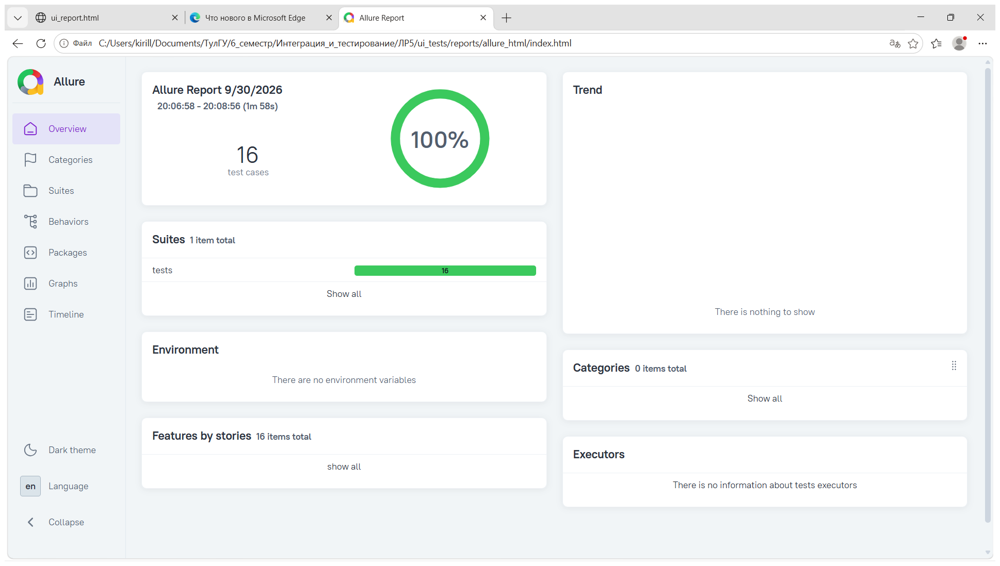 ui_report.html
Что нового в Microsoft Edge
Allure Report
Файл
C:/Users/kirill/Documents/ТулГУ/6_семестр/Интеграция_и_тестирование/ЛР5/ui_tests/reports/allure_html/index.html
Allure
Overview
Categories
Suites
Behaviors
Packages
Graphs
Timeline
Dark theme
en Language
Collapse
Allure Report 9/30/2026
20:06:58 - 20:08:56 (1m 58s)
16
test cases
100%
Suites 1 item total
tests 16
Show all
Environment
There are no environment variables
Features by stories 16 items total
show all
Trend
There is nothing to show
Categories 0 items total
Show all
Executors
There is no information about tests executors